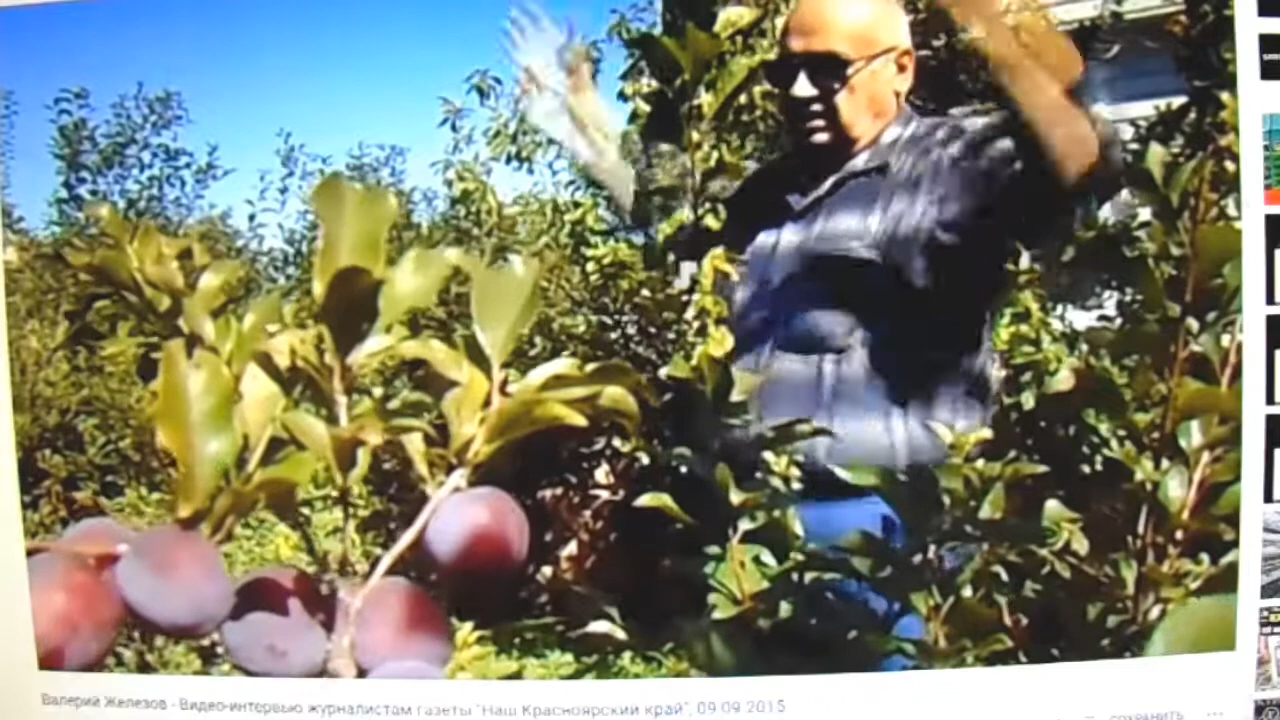 Валерий Железов - Видео-интервью журналистам газеты "Наш Красноярский край", 09.09.2015
СОХРАНИТЬ ...